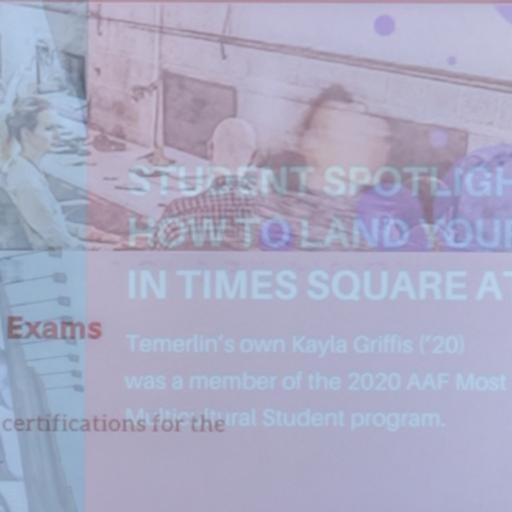 STUDENT SPOTLIGH
HOW TO LAND YOUR
IN TIMES SQUARE AT
Exams
Temerlin's own Kayla Griffis ('20)
was a member of the 2020 AAF Most
Multicultural Student program.
certifications for the